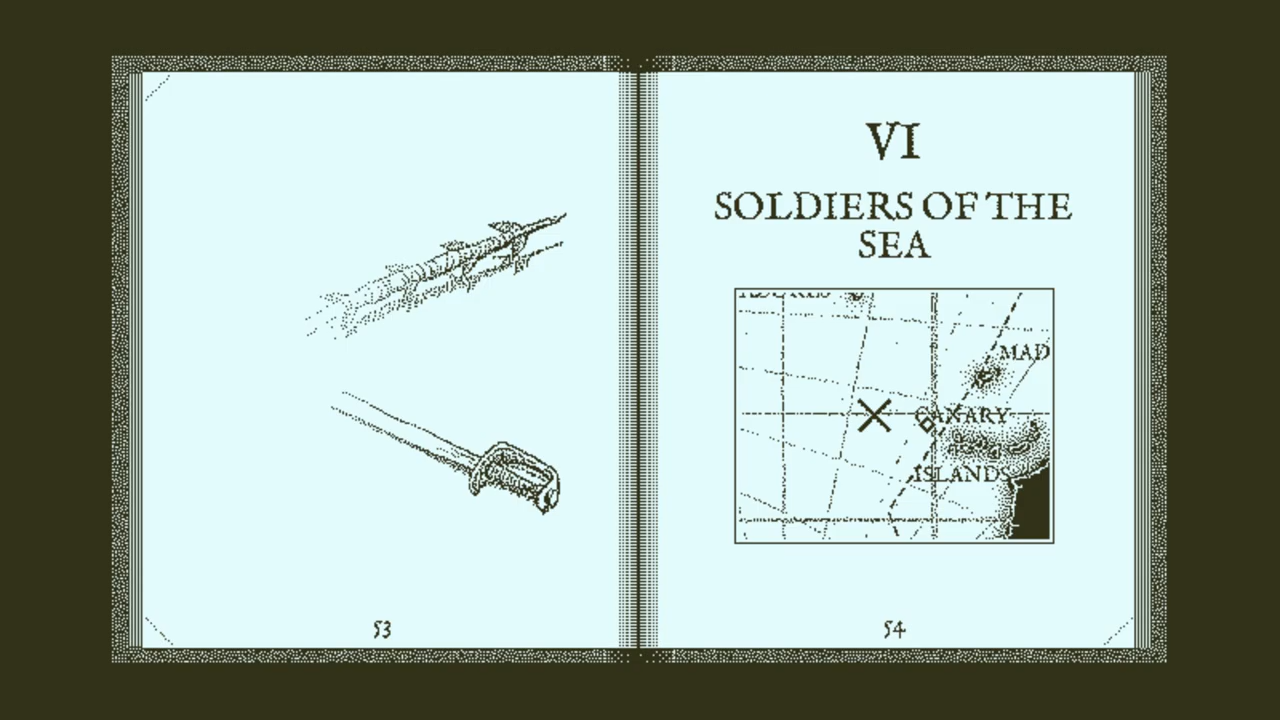 VI
SOLDIERS OF THE
SEA
MAD
CANARY
ISLANDS
53
54